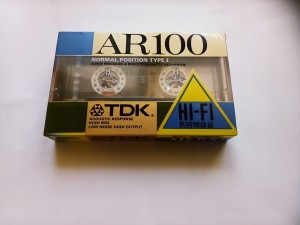 AR100
NORMAL POSITION TYPE I
TDK
HI-FI
ACOUSTIC RESPONSE
HIGH MOL
LOW NOISE HIGH OUTPUT